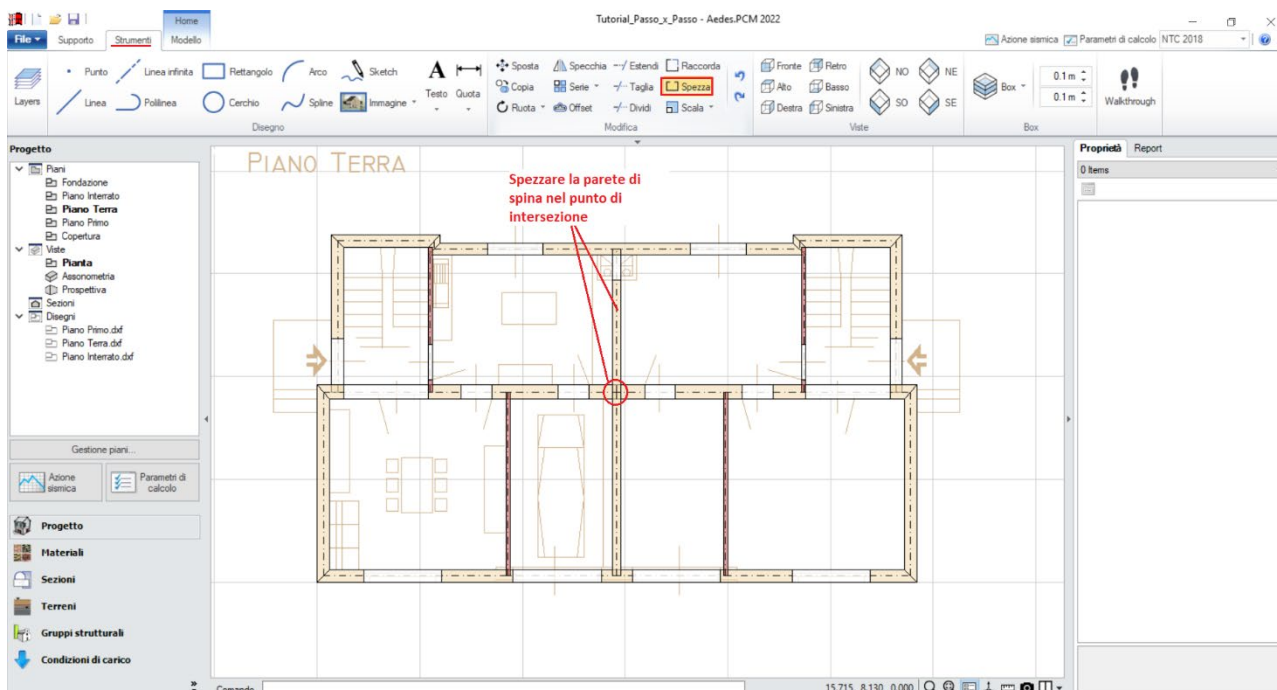 Home
Tutorial_Passo_x_Passo - Aedes.PCM 2022
File Supporto Strumenti Modello
Azione sismica Parametri di calcolo NTC 2018
Layers
Punto Linea infinita Rettangolo Arco Sketch
Linea Polilinea Cerchio Spline Immagine
Testo Quota
Disegno
Sposta Specchia Estendi Raccorda
Copia Serie Taglia Spezza
Ruota Offset Dividi Scala
Modifica
Fronte Retro
Alto Basso
Destra Sinistra
NO NE
SO SE
Viste
Box
0.1 m
0.1 m
Box
Walkthrough
Progetto
Piani
Fondazione
Piano Interrato
Piano Terra
Piano Primo
Copertura
Viste
Pianta
Assonometria
Prospettiva
Sezioni
Disegni
Piano Primo.dxf
Piano Terra.dxf
Piano Interrato.dxf
Gestione piani...
Azione sismica
Parametri di calcolo
Progetto
Materiali
Sezioni
Terreni
Gruppi strutturali
Condizioni di carico
PIANO TERRA
Spezzare la parete di
spina nel punto di
intersezione
Proprietà Report
0 Items
Comando
15.715, 8.130, 0.000